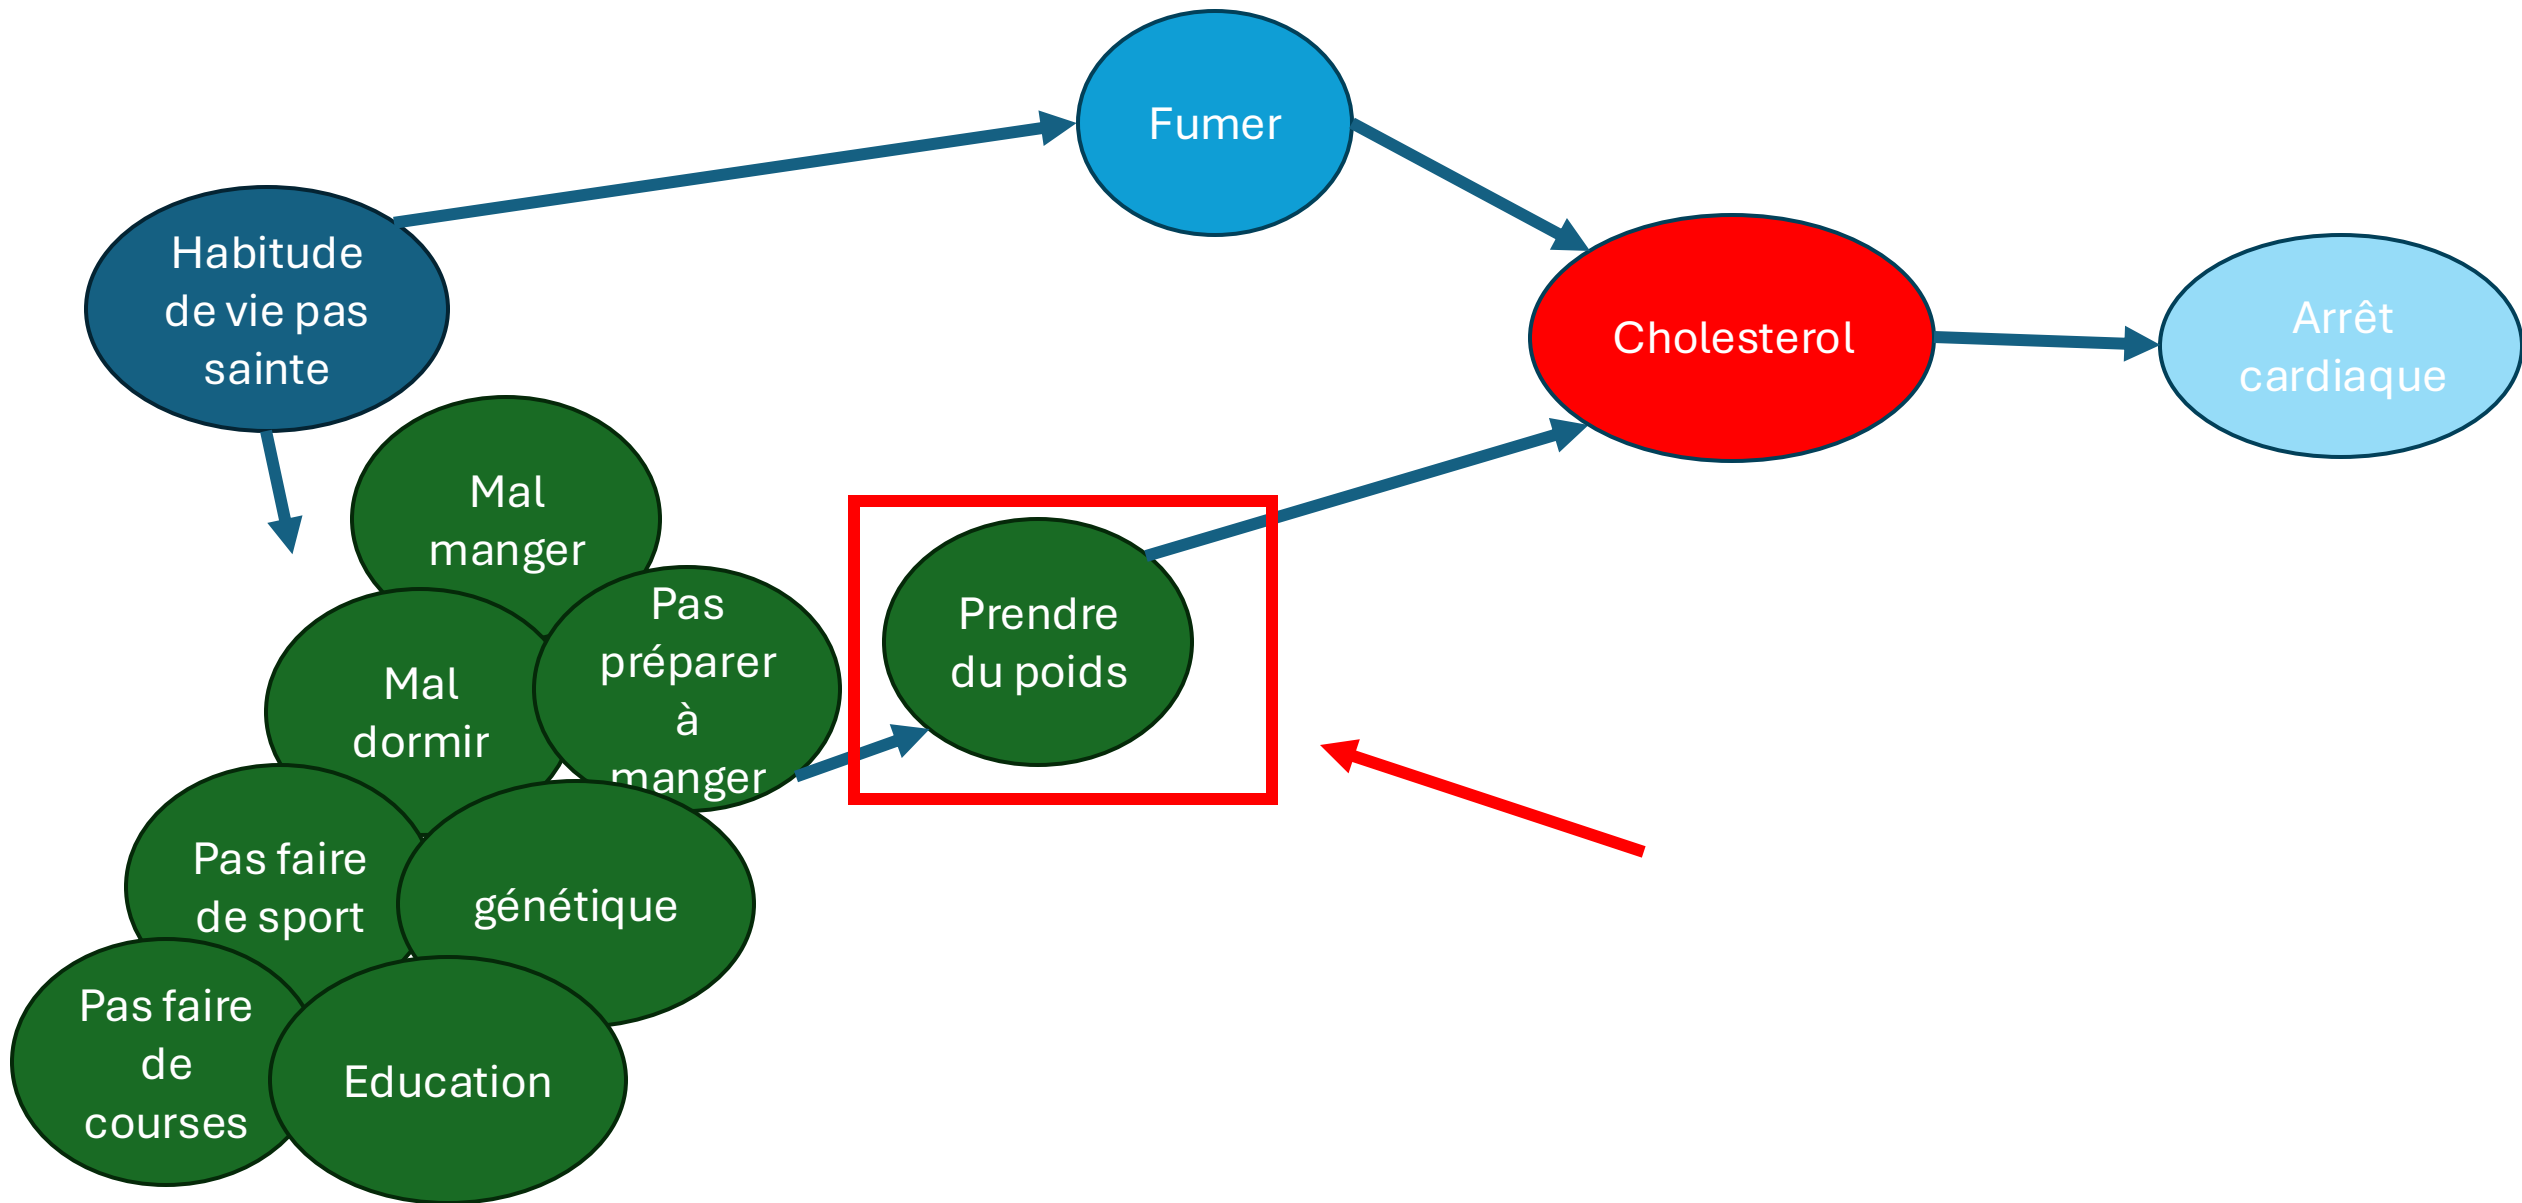 Fumer
Habitude
de vie pas
sainte
Cholesterol
Arrêt
cardiaque
Mal
manger
Pas
préparer
à
manger
Prendre
du poids
Mal
dormir
Pas faire
de sport
génétique
Pas faire
de
courses
Education